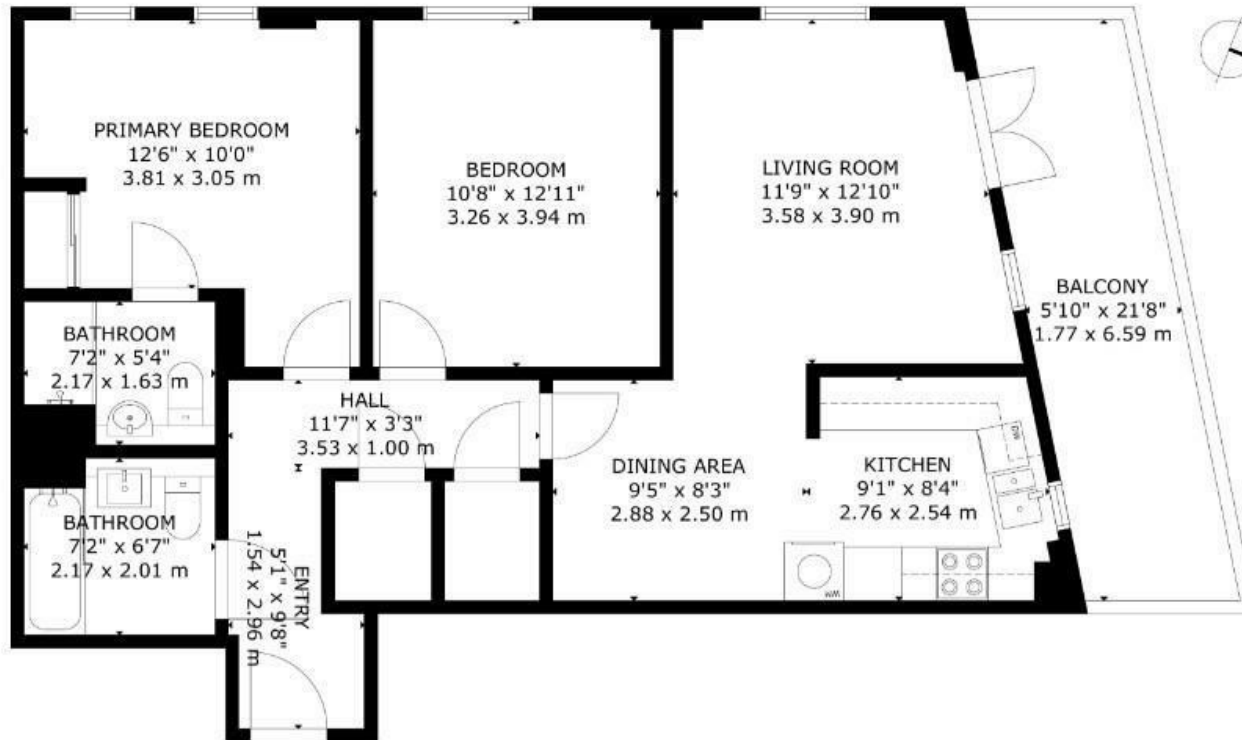 PRIMARY BEDROOM
12'6" x 10'0"
3.81 x 3.05 m
BEDROOM
10'8" x 12'11"
3.26 x 3.94 m
LIVING ROOM
11'9" x 12'10"
3.58 x 3.90 m
BALCONY
5'10" x 21'8"
1.77 x 6.59 m
BATHROOM
7'2" x 5'4"
2.17 x 1.63 m
HALL
11'7" x 3'3"
3.53 x 1.00 m
DINING AREA
9'5" x 8'3"
2.88 x 2.50 m
KITCHEN
9'1" x 8'4"
2.76 x 2.54 m
DW
BATHROOM
7'2" x 6'7"
2.17 x 2.01 m
ENTRY
5'1" x 9'8"
1.54 x 2.96 m
WM